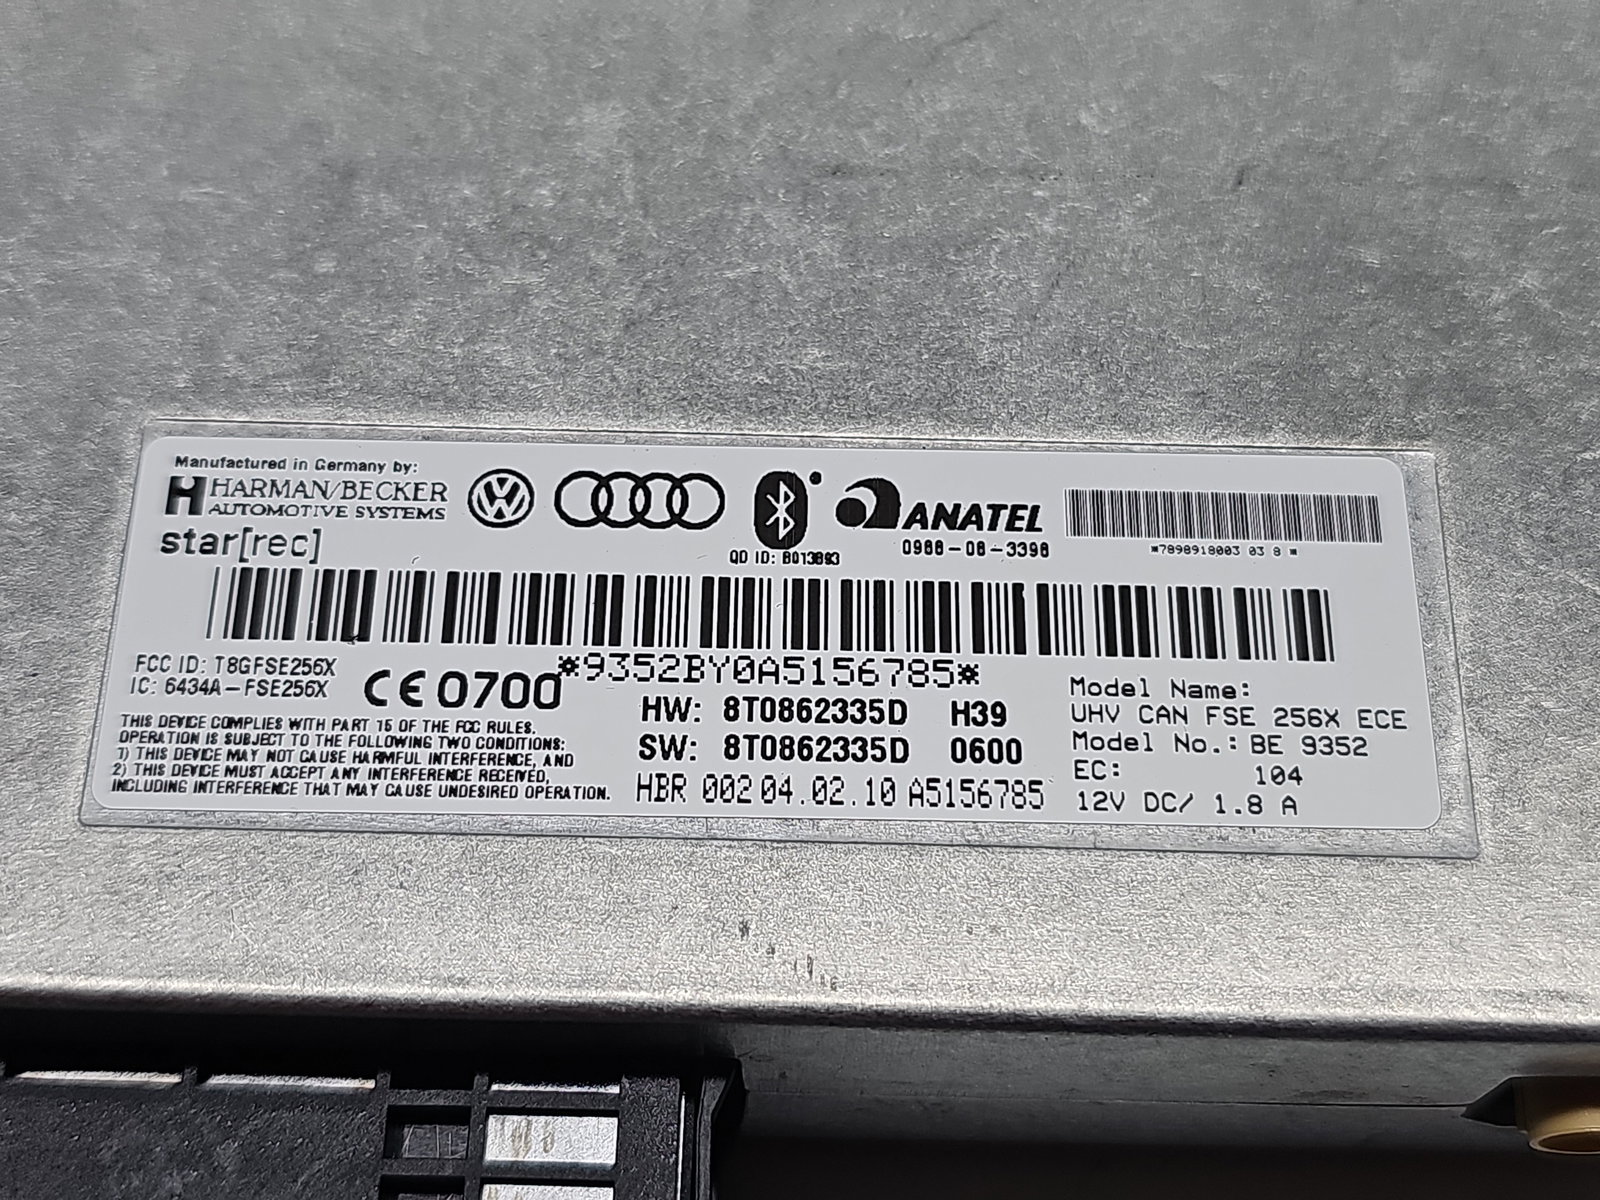 Manufactured in Germany by:
H HARMAN/BECKER
AUTOMOTIVE SYSTEMS
star[rec]
QD ID: B013893
ANATEL
0988-08-3398
*7898918003 03 8 *
*9352BY0A5156785*
FCC ID: T8GFSE256X
IC: 6434A-FSE256X
CE 0700
THIS DEVICE COMPLIES WITH PART 15 OF THE FCC RULES.
OPERATION IS SUBJECT TO THE FOLLOWING TWO CONDITIONS:
1) THIS DEVICE MAY NOT CAUSE HARMFUL INTERFERENCE, AND
2) THIS DEVICE MUST ACCEPT ANY INTERFERENCE RECEIVED,
INCLUDING INTERFERENCE THAT MAY CAUSE UNDESIRED OPERATION.
HW: 8T0862335D H39
SW: 8T0862335D 0600
HBR 002 04.02.10 A5156785
Model Name:
UHV CAN FSE 256X ECE
Model No.: BE 9352
EC: 104
12V DC/ 1.8 A